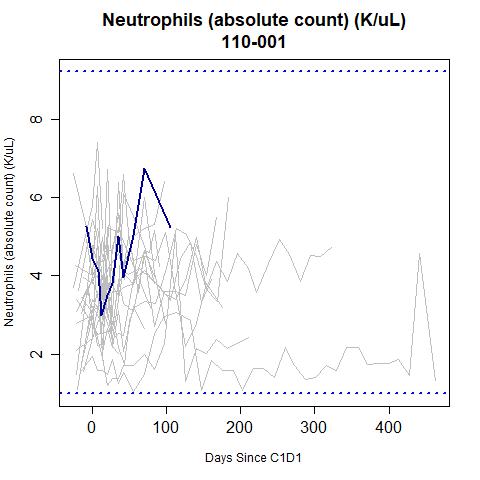 Neutrophils (absolute count) (K/uL)
110-001
Neutrophils (absolute count) (K/uL)
8
6
4
2
0 100 200 300 400
Days Since C1D1